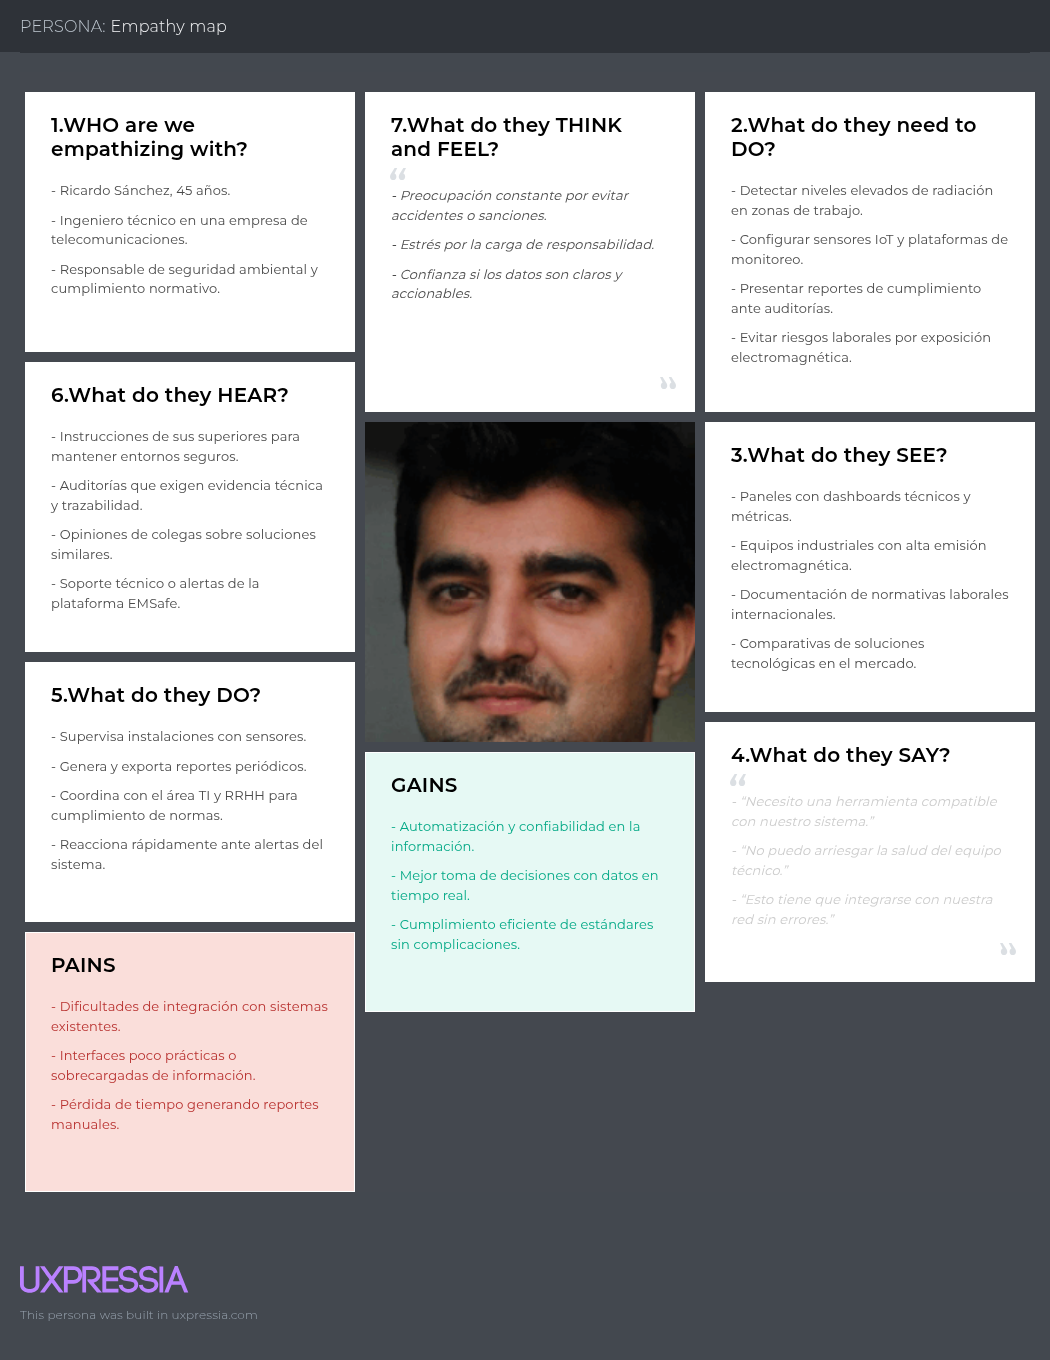 PERSONA: Empathy map
1.WHO are we
empathizing with?
- Ricardo Sánchez, 45 años.
- Ingeniero técnico en una empresa de
telecomunicaciones.
- Responsable de seguridad ambiental y
cumplimiento normativo.
6.What do they HEAR?
- Instrucciones de sus superiores para
mantener entornos seguros.
- Auditorías que exigen evidencia técnica
y trazabilidad.
- Opiniones de colegas sobre soluciones
similares.
- Soporte técnico o alertas de la
plataforma EMSafe.
5.What do they DO?
- Supervisa instalaciones con sensores.
- Genera y exporta reportes periódicos.
- Coordina con el área TI y RRHH para
cumplimiento de normas.
- Reacciona rápidamente ante alertas del
sistema.
PAINS
- Dificultades de integración con sistemas
existentes.
- Interfaces poco prácticas o
sobrecargadas de información.
- Pérdida de tiempo generando reportes
manuales.
7.What do they THINK
and FEEL?
“
- Preocupación constante por evitar
accidentes o sanciones.
- Estrés por la carga de responsabilidad.
- Confianza si los datos son claros y
accionables.
”
GAINS
- Automatización y confiabilidad en la
información.
- Mejor toma de decisiones con datos en
tiempo real.
- Cumplimiento eficiente de estándares
sin complicaciones.
2.What do they need to
DO?
- Detectar niveles elevados de radiación
en zonas de trabajo.
- Configurar sensores IoT y plataformas de
monitoreo.
- Presentar reportes de cumplimiento
ante auditorías.
- Evitar riesgos laborales por exposición
electromagnética.
3.What do they SEE?
- Paneles con dashboards técnicos y
métricas.
- Equipos industriales con alta emisión
electromagnética.
- Documentación de normativas laborales
internacionales.
- Comparativas de soluciones
tecnológicas en el mercado.
4.What do they SAY?
“
- “Necesito una herramienta compatible
con nuestro sistema.”
- “No puedo arriesgar la salud del equipo
técnico.”
- “Esto tiene que integrarse con nuestra
red sin errores.”
”
UXPRESSIA
This persona was built in uxpressia.com